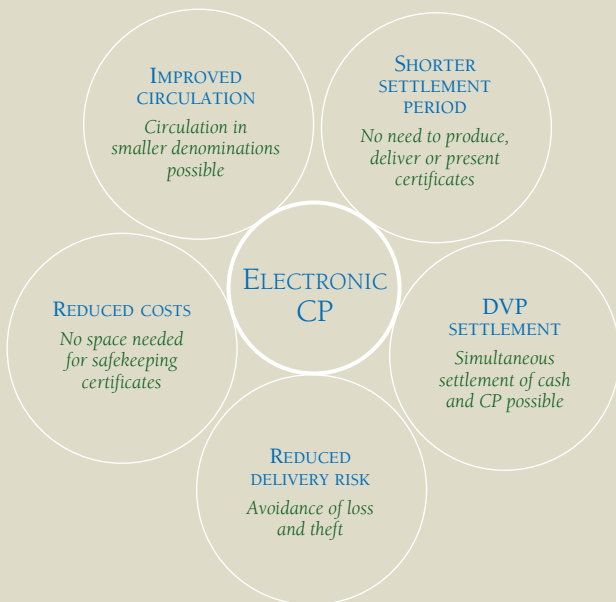 IMPROVED
CIRCULATION
Circulation in
smaller denominations
possible
SHORTER
SETTLEMENT
PERIOD
No need to produce,
deliver or present
certificates
ELECTRONIC
CP
REDUCED COSTS
No space needed
for safekeeping
certificates
DVP
SETTLEMENT
Simultaneous
settlement of cash
and CP possible
REDUCED
DELIVERY RISK
Avoidance of loss
and theft